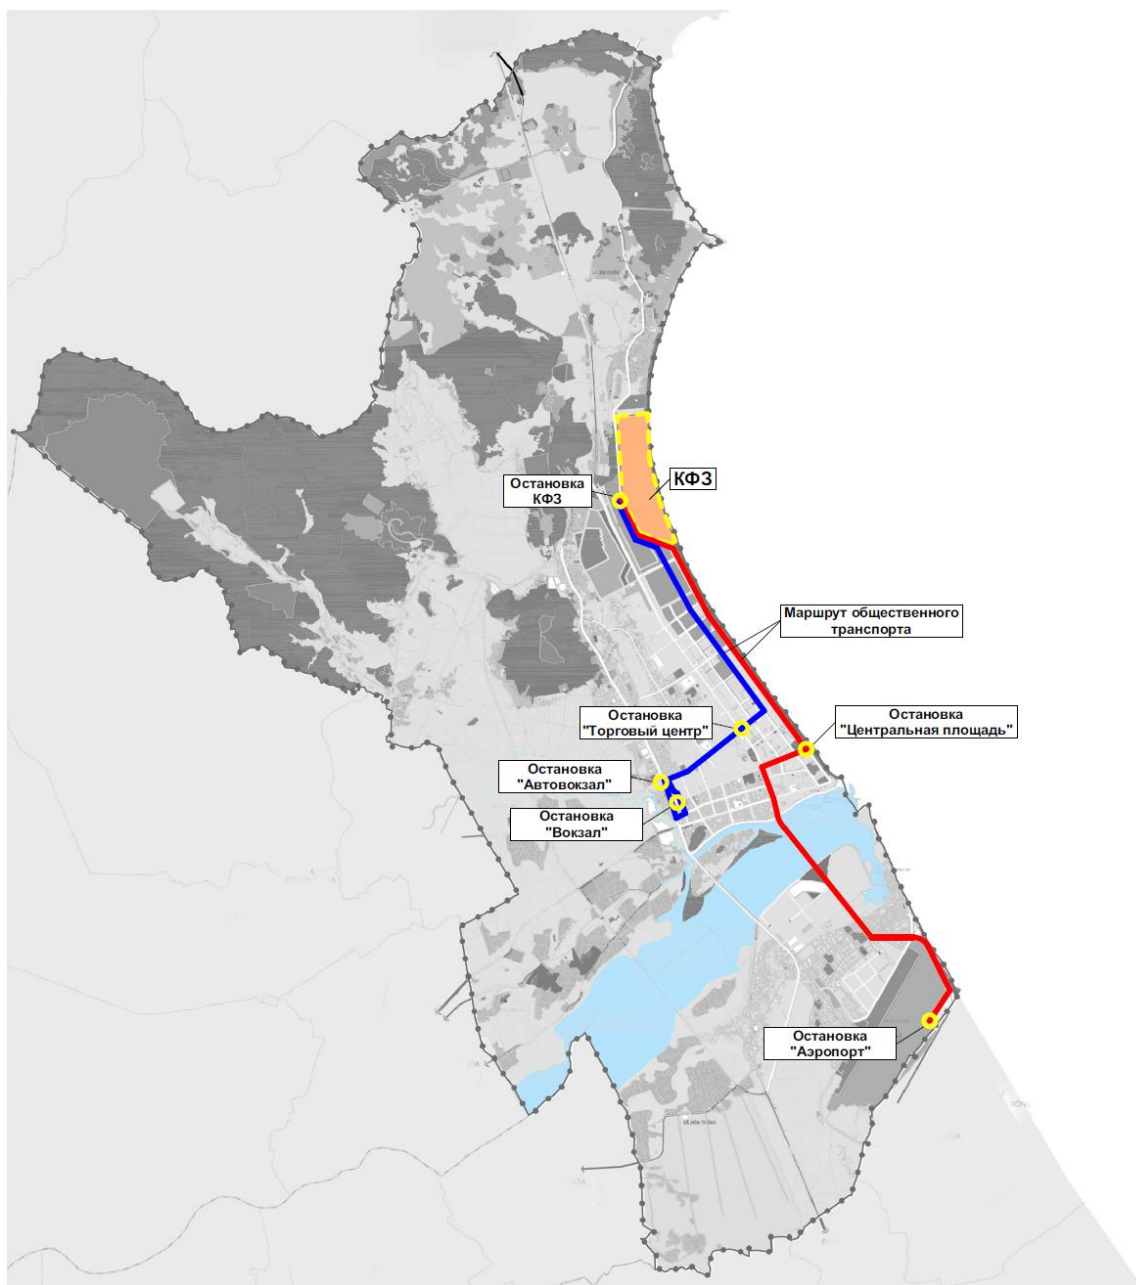 КФЗ
Остановка
КФЗ
Маршрут общественного
транспорта
Остановка
"Торговый центр"
Остановка
"Центральная площадь"
Остановка
"Автовокзал"
Остановка
"Вокзал"
Остановка
"Аэропорт"